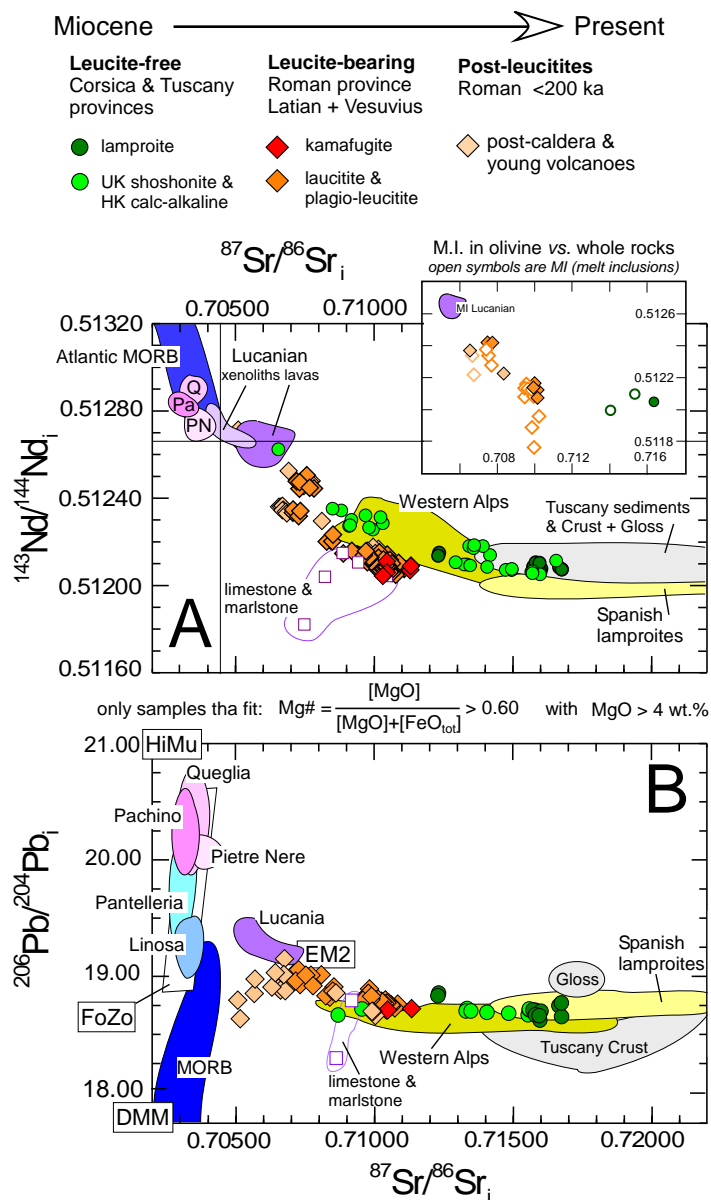 Miocene Present
Leucite-free
Corsica & Tuscany
provinces
lamproite
UK shoshonite &
HK calc-alkaline
Leucite-bearing
Roman province
Latian + Vesuvius
kamafugite
laucitite &
plagio-leucitite
Post-leucitites
Roman <200 ka
post-caldera &
young volcanoes
87Sr/86Sri
0.70500 0.71000
M.I. in olivine vs. whole rocks
open symbols are MI (melt inclusions)
MI Lucanian
0.5126
0.5122
0.5118
0.708 0.712 0.716
143Nd/144Ndi
0.51320
0.51280
0.51240
0.51200
0.51160
Atlantic MORB
Q
Pa
PN
Lucanian
xenoliths lavas
Western Alps
Tuscany sediments
& Crust + Gloss
limestone &
marlstone
Spanish
lamproites
A
only samples tha fit: Mg# = [MgO] / [MgO]+[FeOtot] > 0.60 with MgO > 4 wt.%
206Pb/204Pbi
21.00
20.00
19.00
18.00
HiMu
Queglia
Pachino
Pietre Nere
Pantelleria
Lucania
Linosa
EM2
FoZo
MORB
DMM
B
Spanish
lamproites
Gloss
Western Alps
Tuscany Crust
limestone &
marlstone
0.70500 0.71000 0.71500 0.72000
87Sr/86Sri